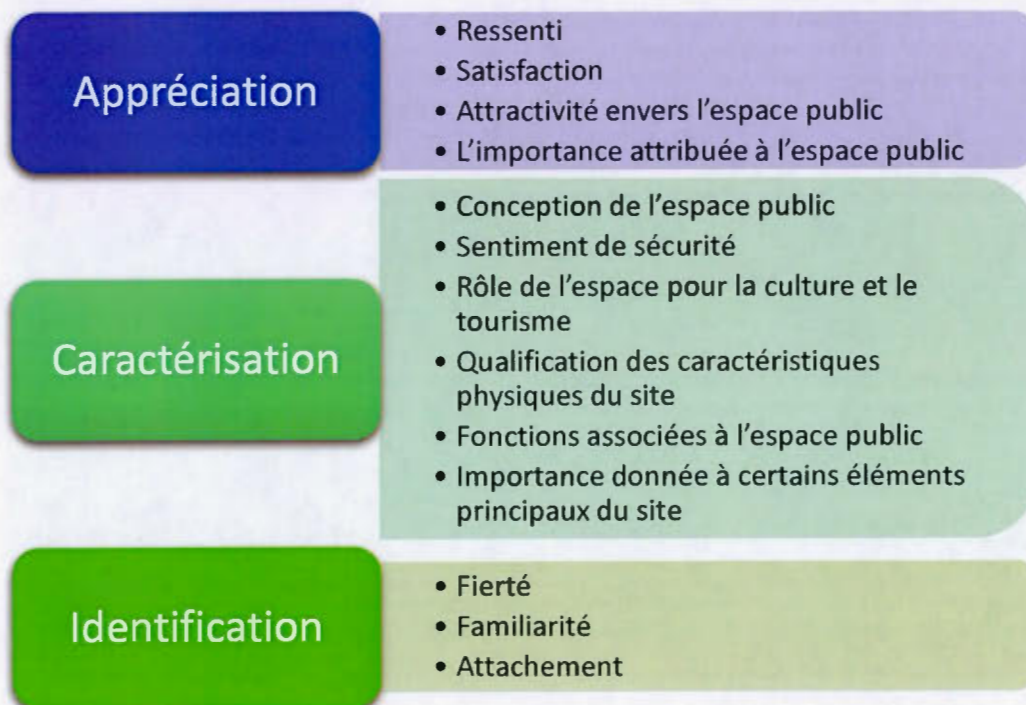 Appréciation
• Ressenti
• Satisfaction
• Attractivité envers l'espace public
• L'importance attribuée à l'espace public
Caractérisation
• Conception de l'espace public
• Sentiment de sécurité
• Rôle de l'espace pour la culture et le
tourisme
• Qualification des caractéristiques
physiques du site
• Fonctions associées à l'espace public
• Importance donnée à certains éléments
principaux du site
Identification
• Fierté
• Familiarité
• Attachement